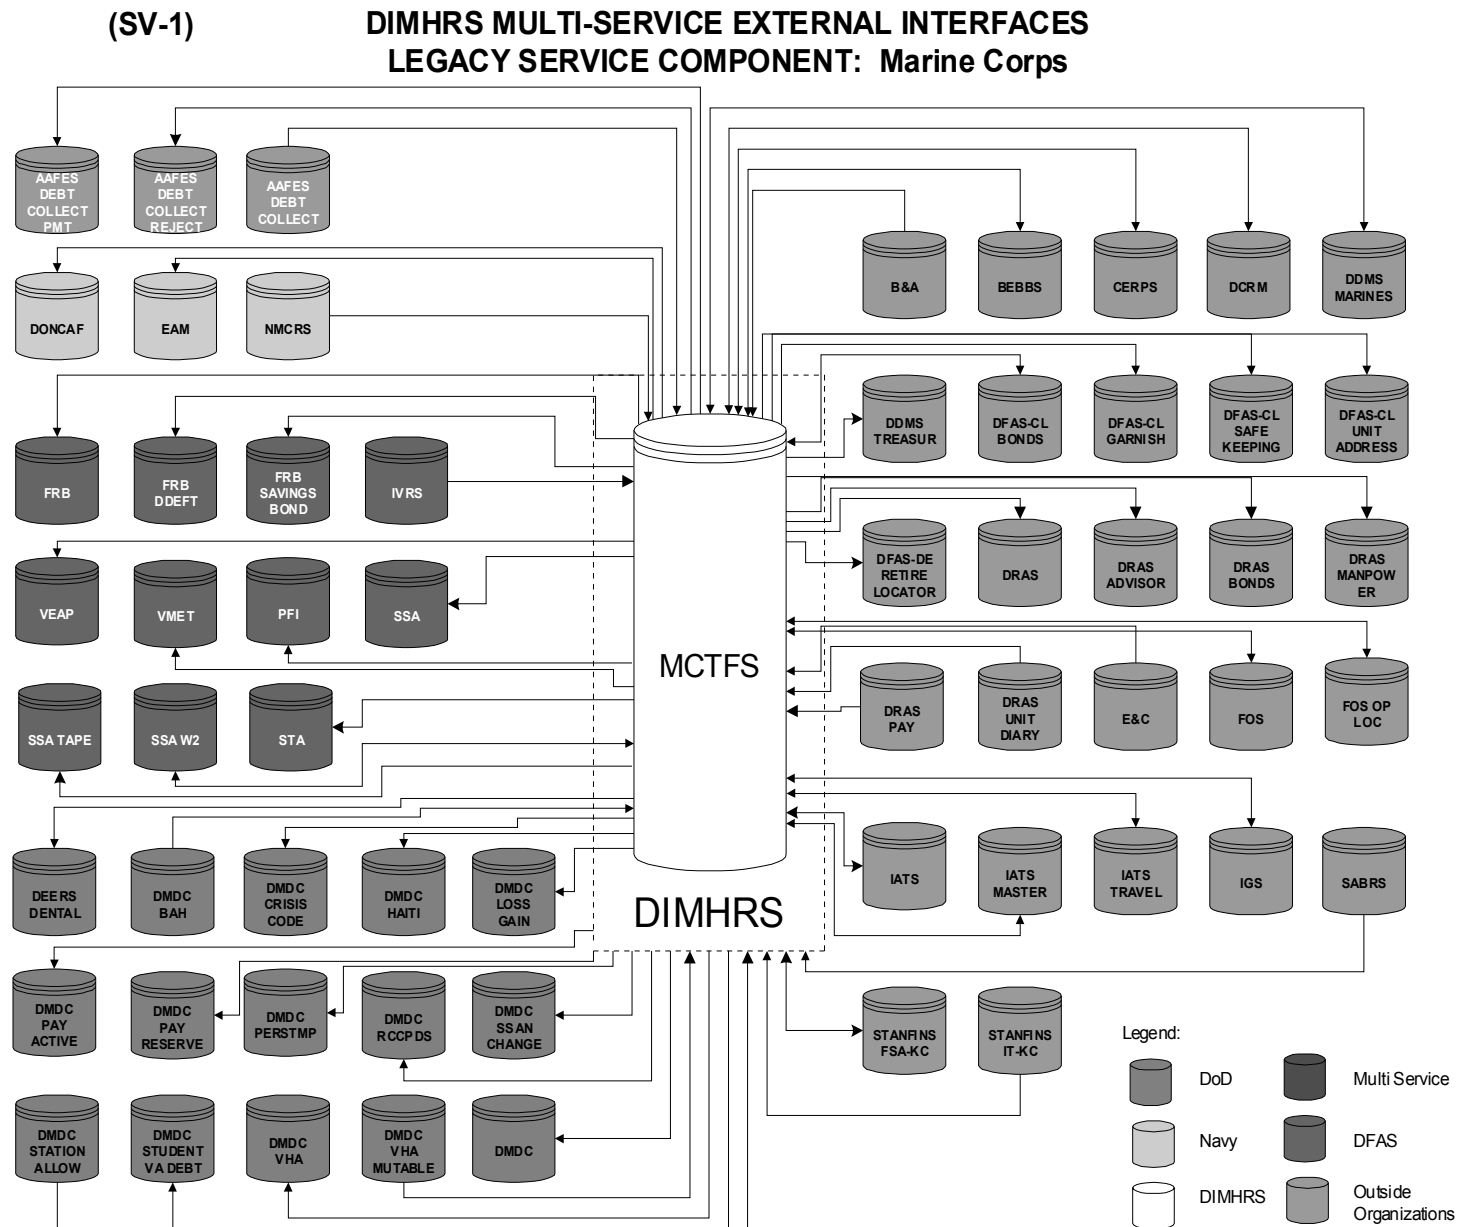 (SV-1)
DIMHRS MULTI-SERVICE EXTERNAL INTERFACES
LEGACY SERVICE COMPONENT: Marine Corps
AAFES
DEBT
COLLECT
PMT
AAFES
DEBT
COLLECT
REJECT
AAFES
DEBT
COLLECT
B&A
BEBBS
CERPS
DCRM
DDMS
MARINES
DONCAF
EAM
NMCRS
DDMS
TREASUR
DFAS-CL
BONDS
DFAS-CL
GARNISH
DFAS-CL
SAFE
KEEPING
DFAS-CL
UNIT
ADDRESS
FRB
FRB
DDEFT
FRB
SAVINGS
BOND
IVRS
DFAS-DE
RETIRE
LOCATOR
DRAS
DRAS
ADVISOR
DRAS
BONDS
DRAS
MANPOW
ER
VEAP
VMET
PFI
SSA
MCTFS
DRAS
PAY
DRAS
UNIT
DIARY
E&C
FOS
FOS OP
LOC
SSA TAPE
SSA W2
STA
IATS
IATS
MASTER
IATS
TRAVEL
IGS
SABRS
DEERS
DENTAL
DMDC
BAH
DMDC
CRISIS
CODE
DMDC
HAITI
DMDC
LOSS
GAIN
DIMHRS
DMDC
PAY
ACTIVE
DMDC
PAY
RESERVE
DMDC
PERSTMP
DMDC
RCCPDS
DMDC
SSAN
CHANGE
STANFINS
FSA-KC
STANFINS
IT-KC
DMDC
STATION
ALLOW
DMDC
STUDENT
VA DEBT
DMDC
VHA
DMDC
VHA
MUTABLE
DMDC
Legend:
DoD
Multi Service
Navy
DFAS
DIMHRS
Outside
Organizations